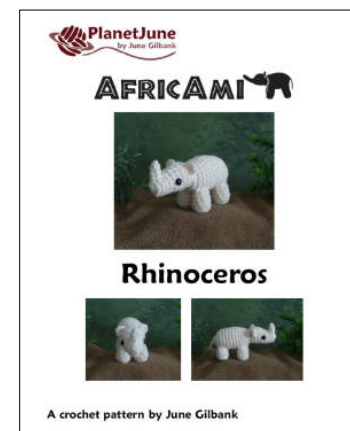 PlanetJune
by June Gilbank
AFRICAMI
Rhinoceros
A crochet pattern by June Gilbank